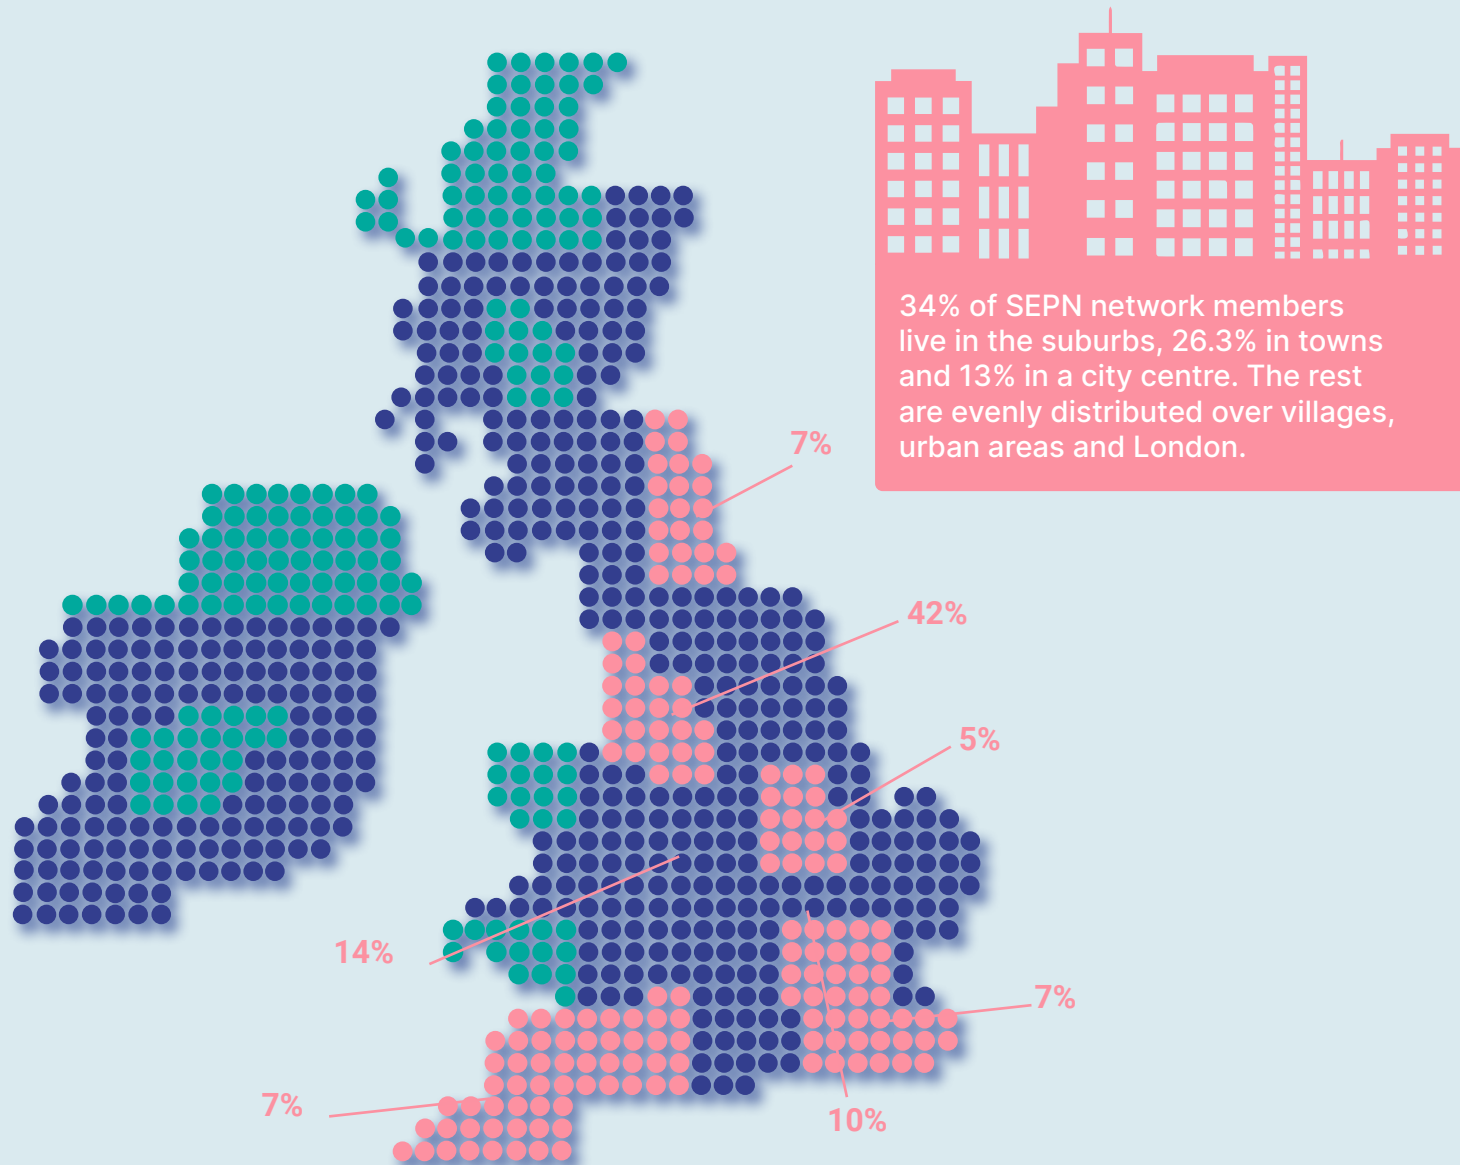 34% of SEPN network members
live in the suburbs, 26.3% in towns
and 13% in a city centre. The rest
are evenly distributed over villages,
urban areas and London.
7%
42%
5%
14%
7%
7%
10%